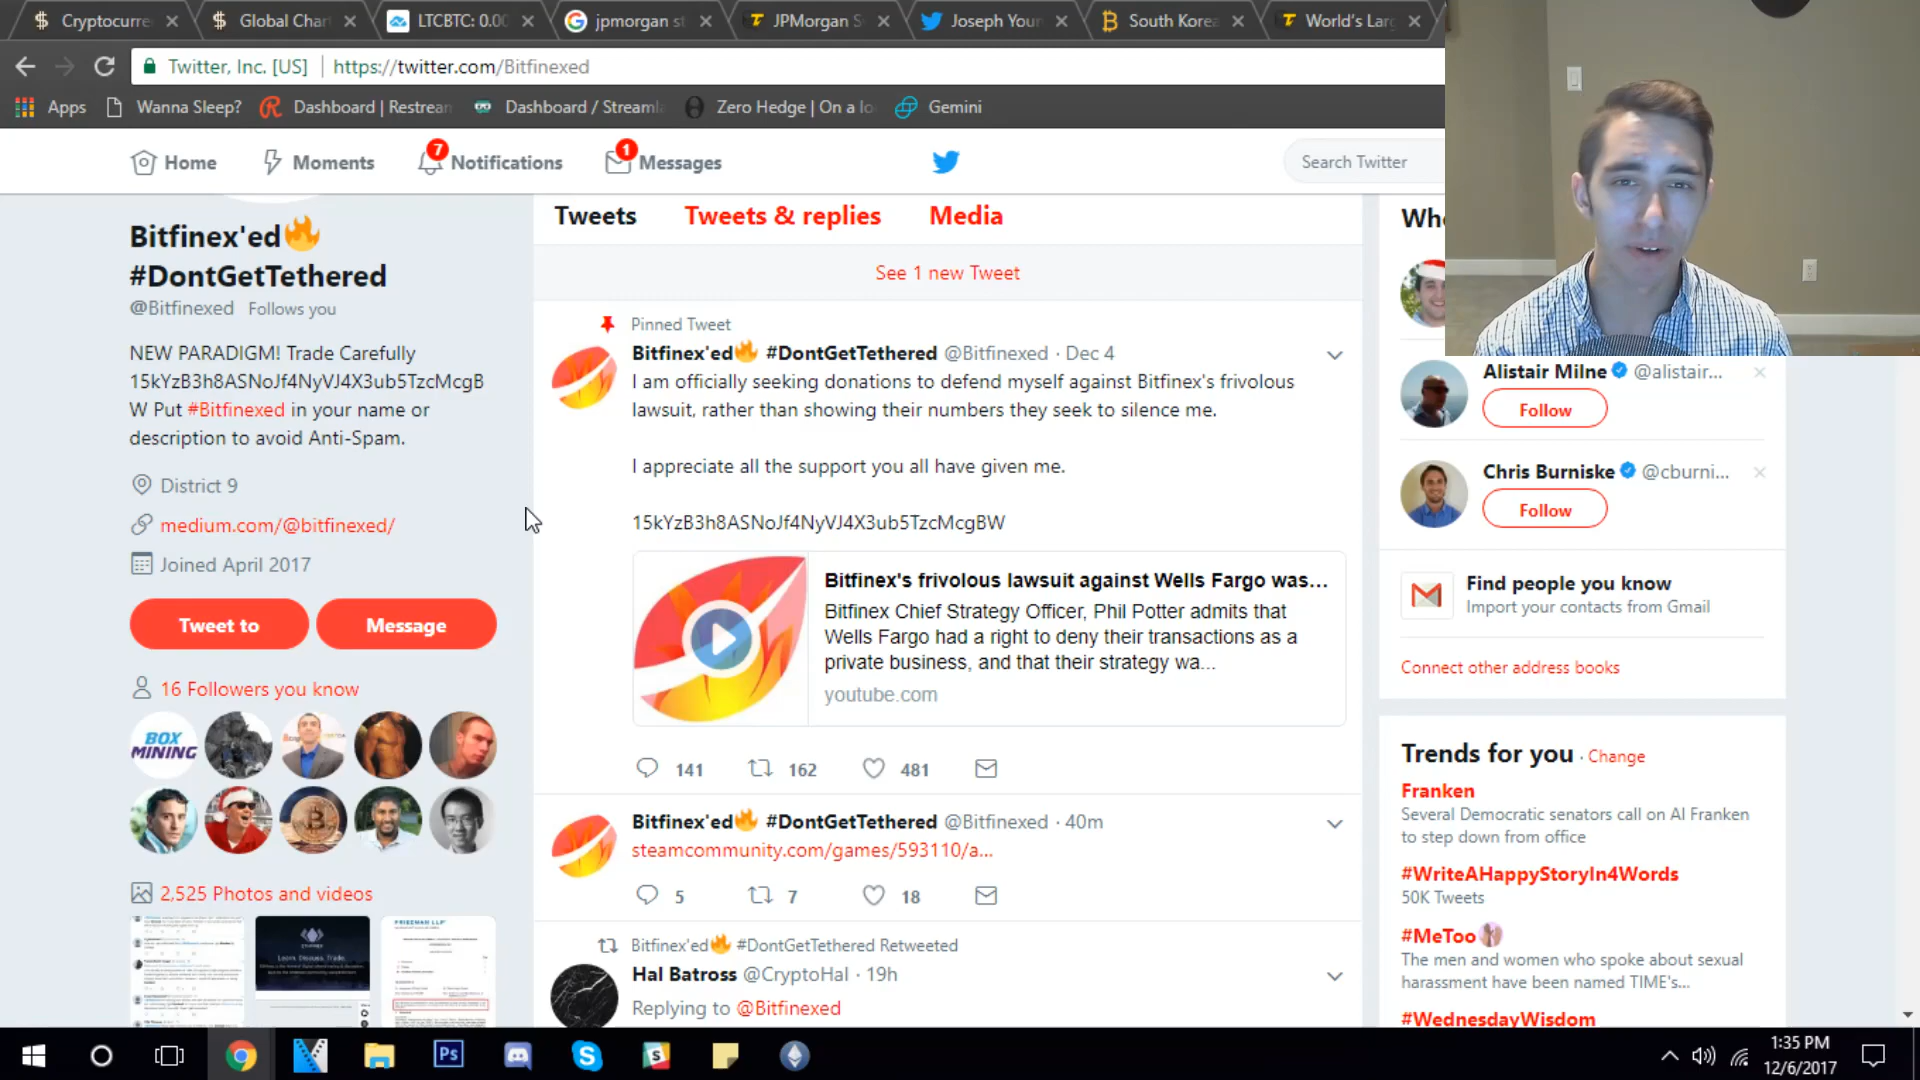 Cryptocurre
Global Char
LTCBTC: 0.00
jpmorgan st
JPMorgan S
Joseph Youn
South Korea
World's Larg
Twitter, Inc. [US]
https://twitter.com/Bitfinexed
Apps
Wanna Sleep?
Dashboard | Restream
Dashboard / Streamla
Zero Hedge | On a lo
Gemini
Home
Moments
7
Notifications
1
Messages
Search Twitter
Bitfinex'ed🔥
#DontGetTethered
@Bitfinexed Follows you
NEW PARADIGM! Trade Carefully
15kYzB3h8ASNoJf4NyVJ4X3ub5TzcMcgB
W Put #Bitfinexed in your name or
description to avoid Anti-Spam.
District 9
medium.com/@bitfinexed/
Joined April 2017
Tweet to
Message
16 Followers you know
BOX
MINING
2,525 Photos and videos
Learn. Discuss. Trade.
FRIEDMAN LLP
Tweets
Tweets & replies
Media
See 1 new Tweet
Pinned Tweet
Bitfinex'ed🔥 #DontGetTethered @Bitfinexed · Dec 4
I am officially seeking donations to defend myself against Bitfinex's frivolous
lawsuit, rather than showing their numbers they seek to silence me.
I appreciate all the support you all have given me.
15kYzB3h8ASNoJf4NyVJ4X3ub5TzcMcgBW
Bitfinex's frivolous lawsuit against Wells Fargo was...
Bitfinex Chief Strategy Officer, Phil Potter admits that
Wells Fargo had a right to deny their transactions as a
private business, and that their strategy wa...
youtube.com
141
162
481
Bitfinex'ed🔥 #DontGetTethered @Bitfinexed · 40m
steamcommunity.com/games/593110/a...
5
7
18
Bitfinex'ed🔥 #DontGetTethered Retweeted
Hal Batross @CryptoHal · 19h
Replying to @Bitfinexed
Who
Alistair Milne @alistair...
Follow
Chris Burniske @cburni...
Follow
Find people you know
Import your contacts from Gmail
Connect other address books
Trends for you · Change
Franken
Several Democratic senators call on Al Franken
to step down from office
#WriteAHappyStoryIn4Words
50K Tweets
#MeToo
The men and women who spoke about sexual
harassment have been named TIME's...
#WednesdayWisdom
Ps
1:35 PM
12/6/2017